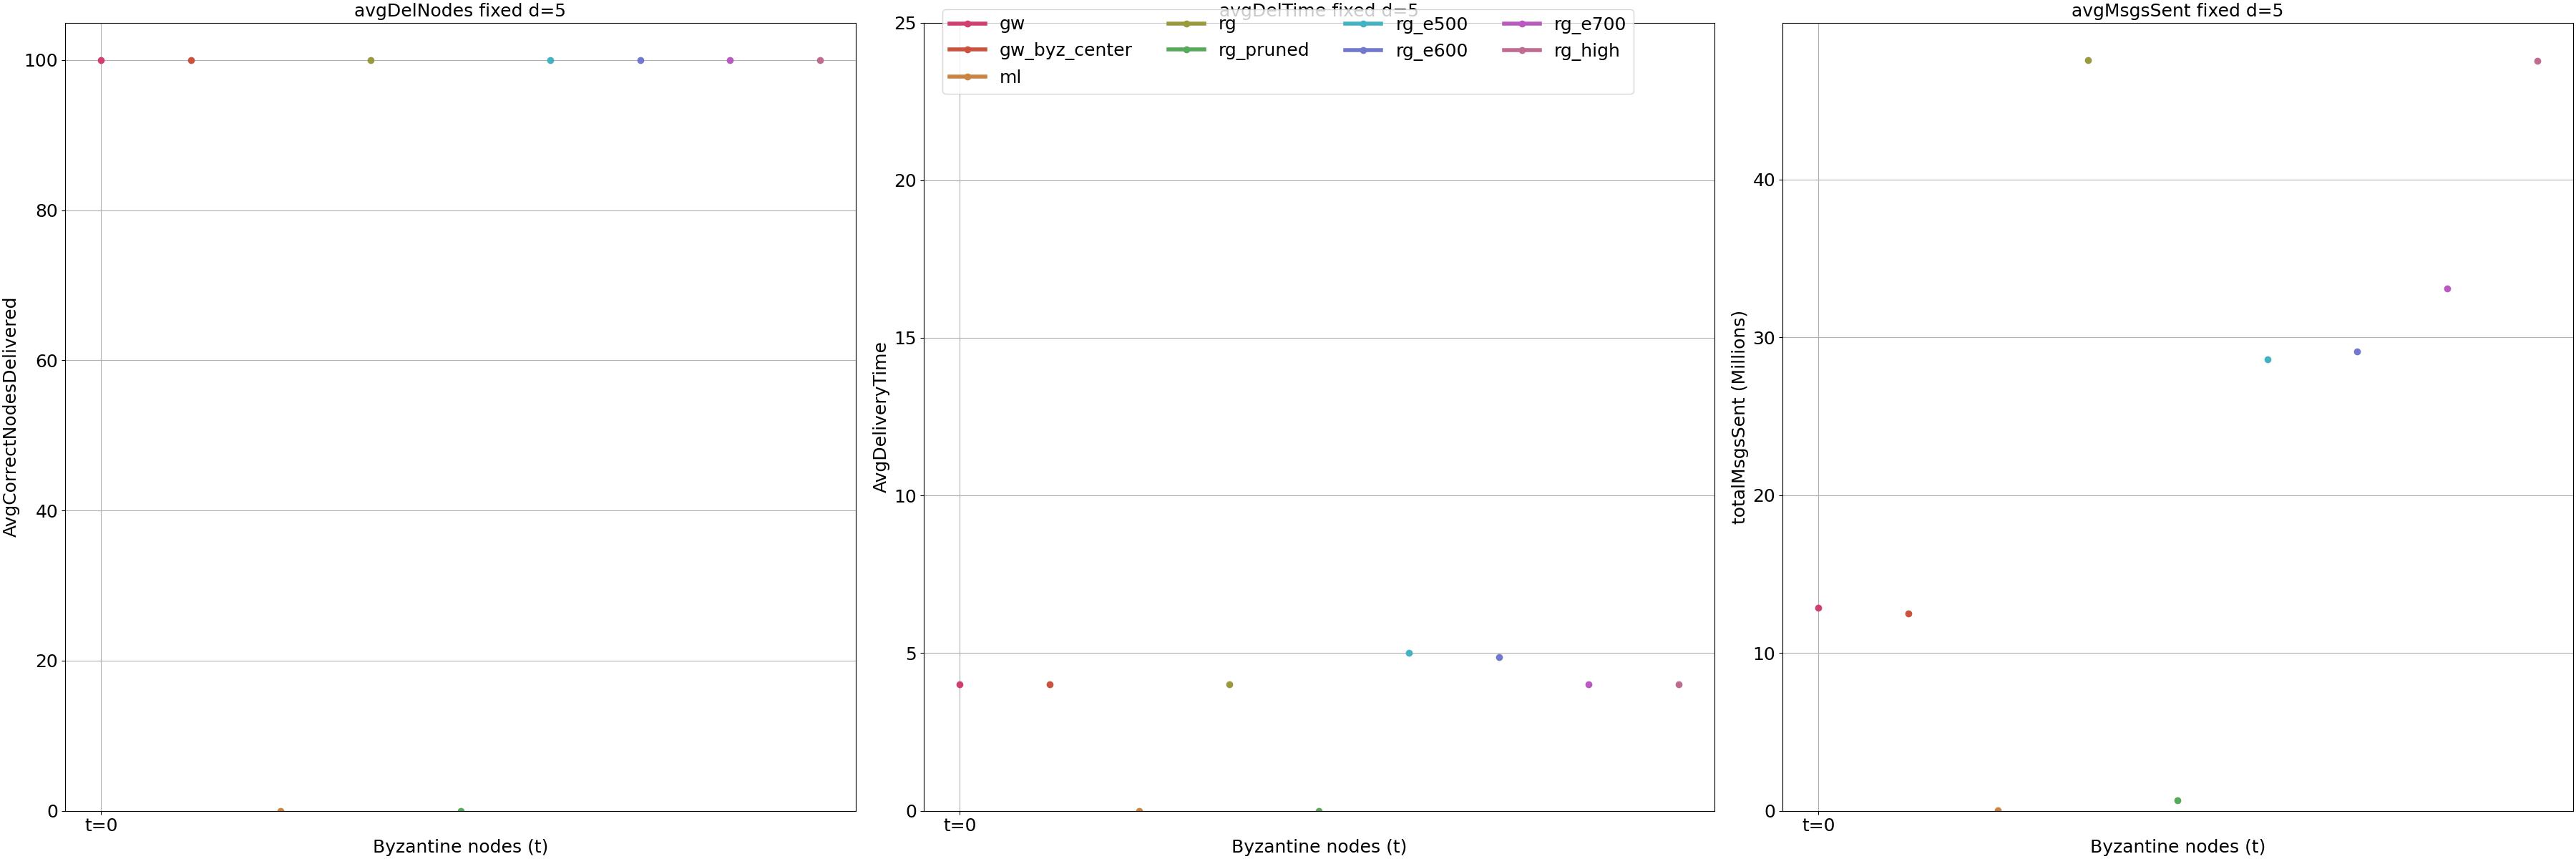 avgDelNodes fixed d=5
AvgCorrectNodesDelivered
100
80
60
40
20
0
t=0
Byzantine nodes (t)
avgDelTime fixed d=5
gw
gw_byz_center
ml
rg
rg_pruned
rg_e500
rg_e600
rg_e700
rg_high
AvgDeliveryTime
25
20
15
10
5
0
t=0
Byzantine nodes (t)
avgMsgsSent fixed d=5
totalMsgsSent (Millions)
40
30
20
10
0
t=0
Byzantine nodes (t)